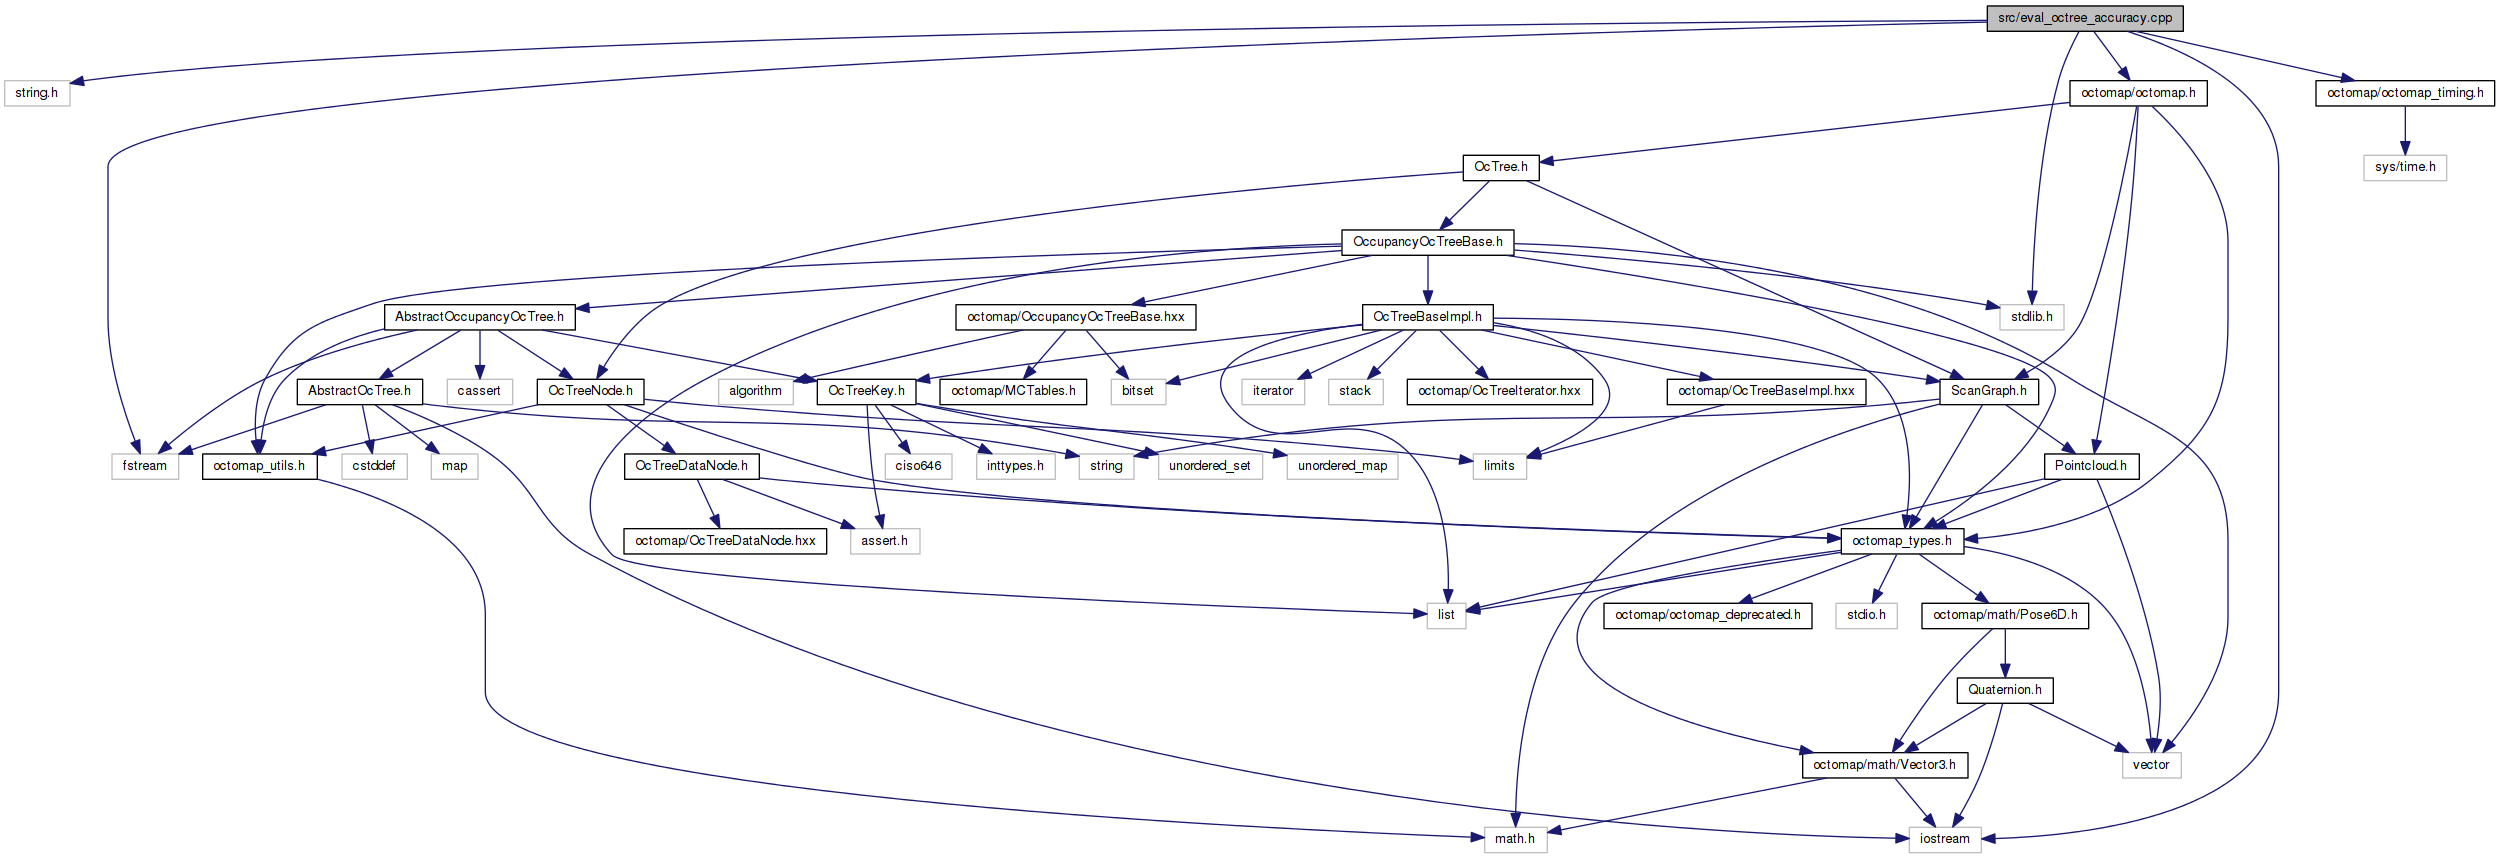 src/eval_octree_accuracy.cpp
string.h
octomap/octomap.h
octomap/octomap_timing.h
OcTree.h
sys/time.h
OccupancyOcTreeBase.h
AbstractOccupancyOcTree.h
octomap/OccupancyOcTreeBase.hxx
OcTreeBaseImpl.h
stdlib.h
AbstractOcTree.h
cassert
OcTreeNode.h
algorithm
OcTreeKey.h
octomap/MCTables.h
bitset
iterator
stack
octomap/OcTreeIterator.hxx
octomap/OcTreeBaseImpl.hxx
ScanGraph.h
fstream
octomap_utils.h
cstddef
map
OcTreeDataNode.h
ciso646
inttypes.h
string
unordered_set
unordered_map
limits
Pointcloud.h
octomap/OcTreeDataNode.hxx
assert.h
octomap_types.h
list
octomap/octomap_deprecated.h
stdio.h
octomap/math/Pose6D.h
Quaternion.h
octomap/math/Vector3.h
vector
math.h
iostream